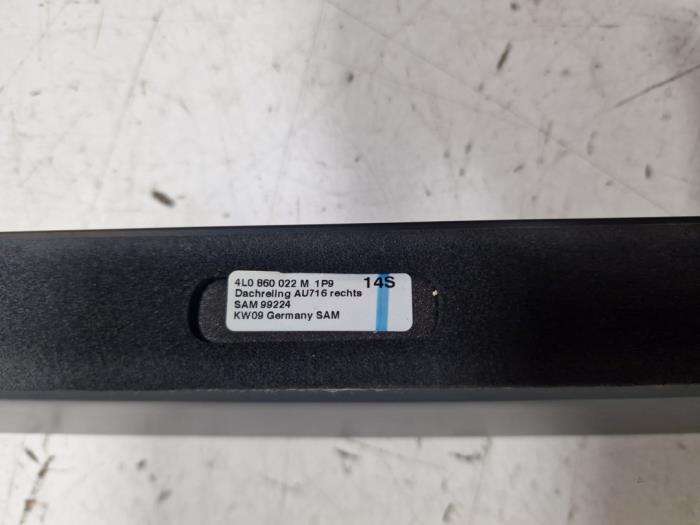 4L0 860 022 M 1P9 14S
Dachreling AU716 rechts
SAM 99224
KW09 Germany SAM